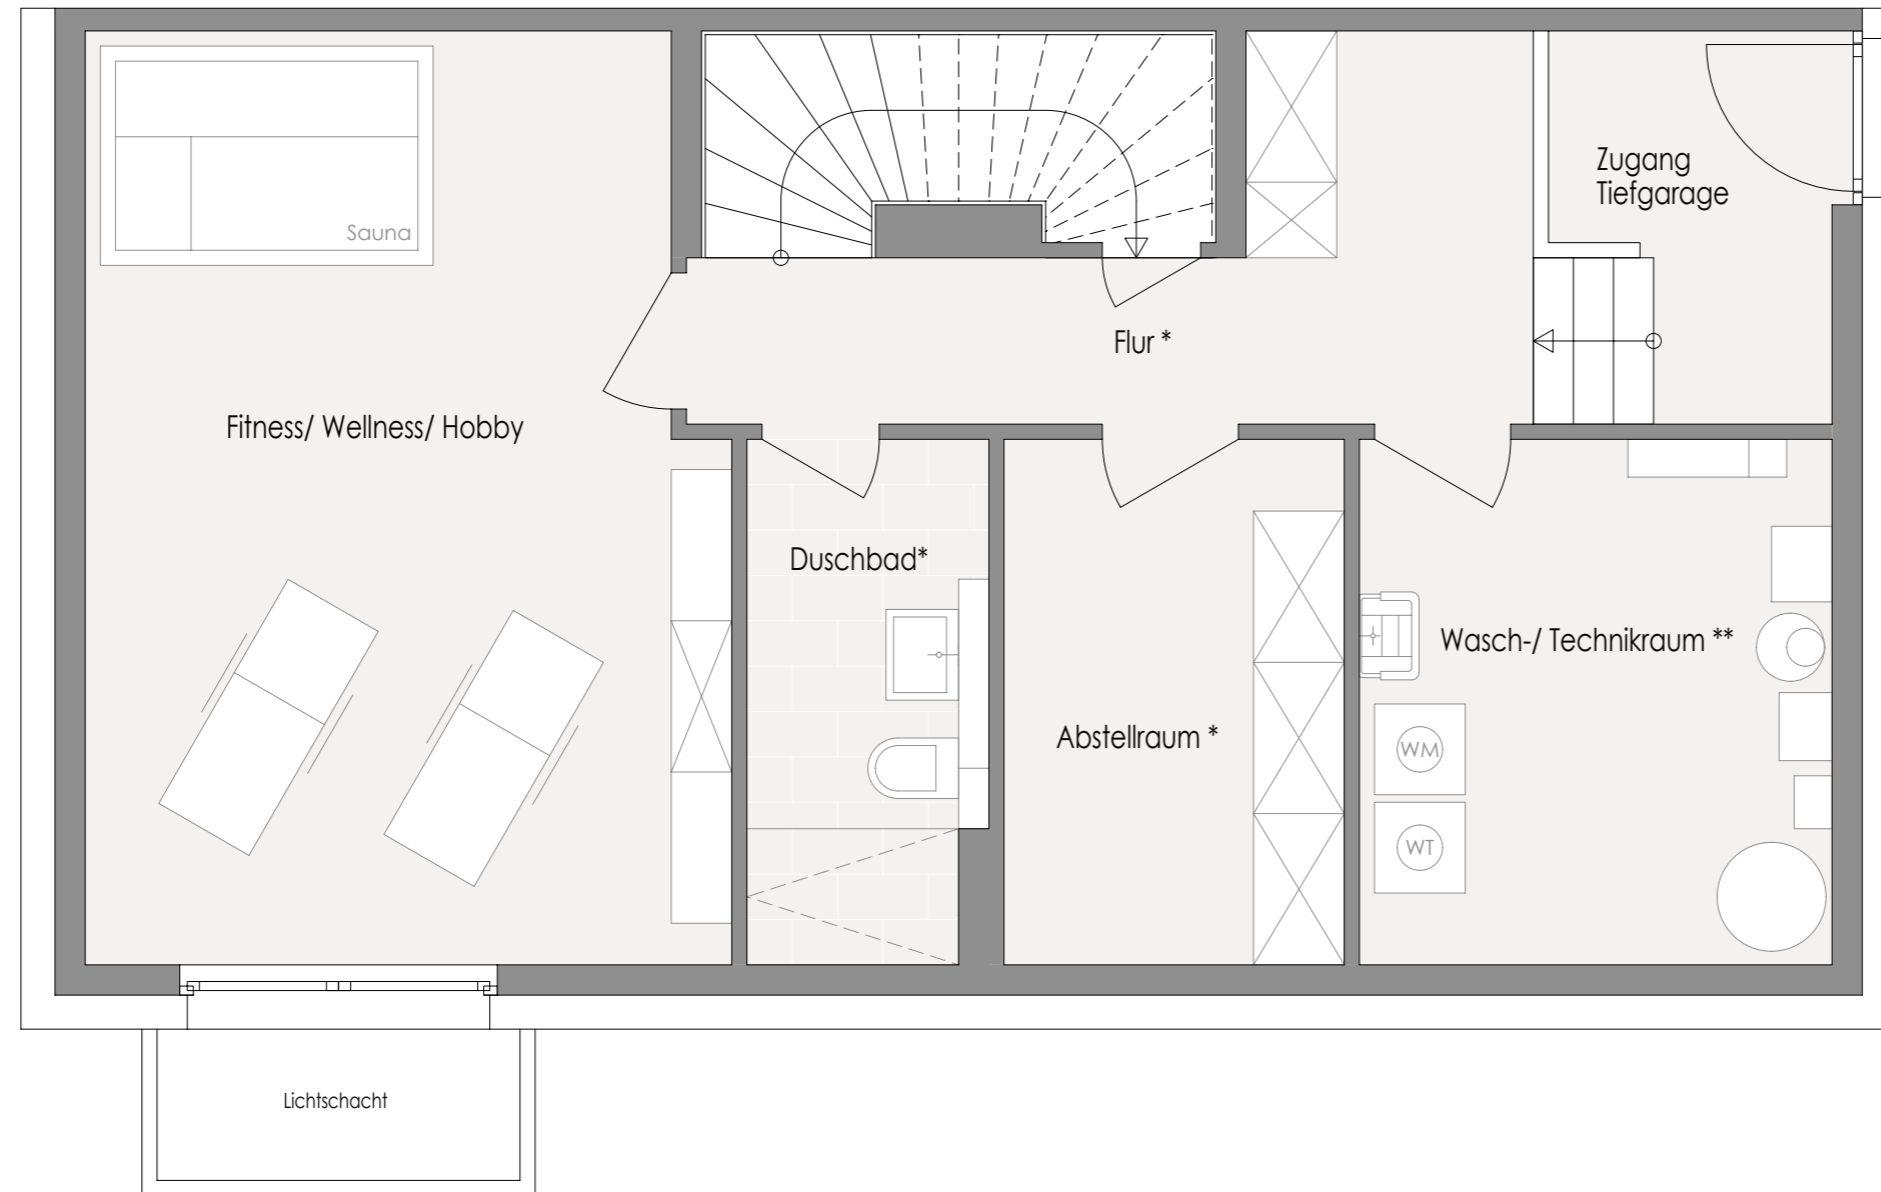 Zugang
Tiefgarage
Sauna
Flur *
Fitness/ Wellness/ Hobby
Duschbad*
Wasch-/ Technikraum **
Abstellraum *
WM
WT
Lichtschacht